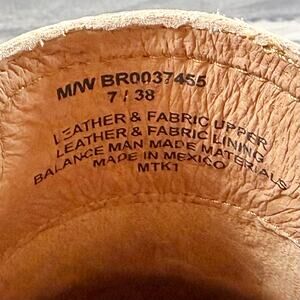 M/W BR0037455
7 / 38
LEATHER & FABRIC UPPER
LEATHER & FABRIC LINING
BALANCE MAN MADE MATERIALS
MADE IN MEXICO
MTK1